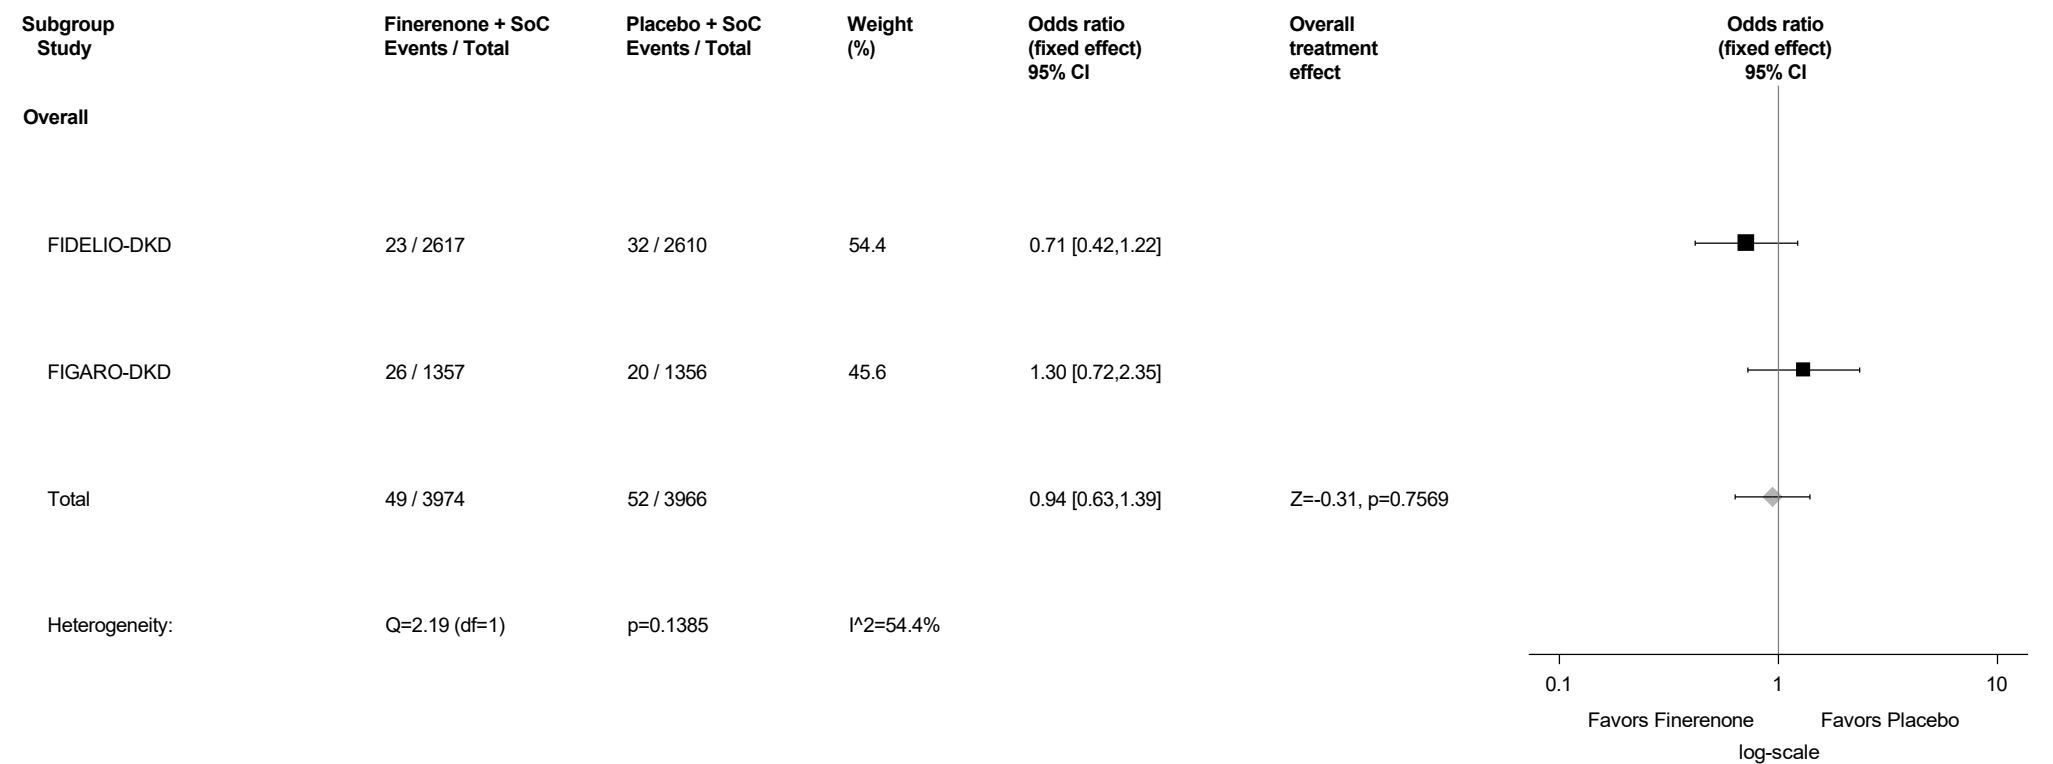 Subgroup Finerenone + SoC Placebo + SoC Weight Odds ratio Overall Odds ratio
Study Events / Total Events / Total (%) (fixed effect) treatment (fixed effect)
95% CI effect 95% CI
Overall
FIDELIO-DKD 23 / 2617 32 / 2610 54.4 0.71 [0.42,1.22]
FIGARO-DKD 26 / 1357 20 / 1356 45.6 1.30 [0.72,2.35]
Total 49 / 3974 52 / 3966 0.94 [0.63,1.39] Z=-0.31, p=0.7569
Heterogeneity: Q=2.19 (df=1) p=0.1385 I^2=54.4%
0.1 1 10
Favors Finerenone Favors Placebo
log-scale